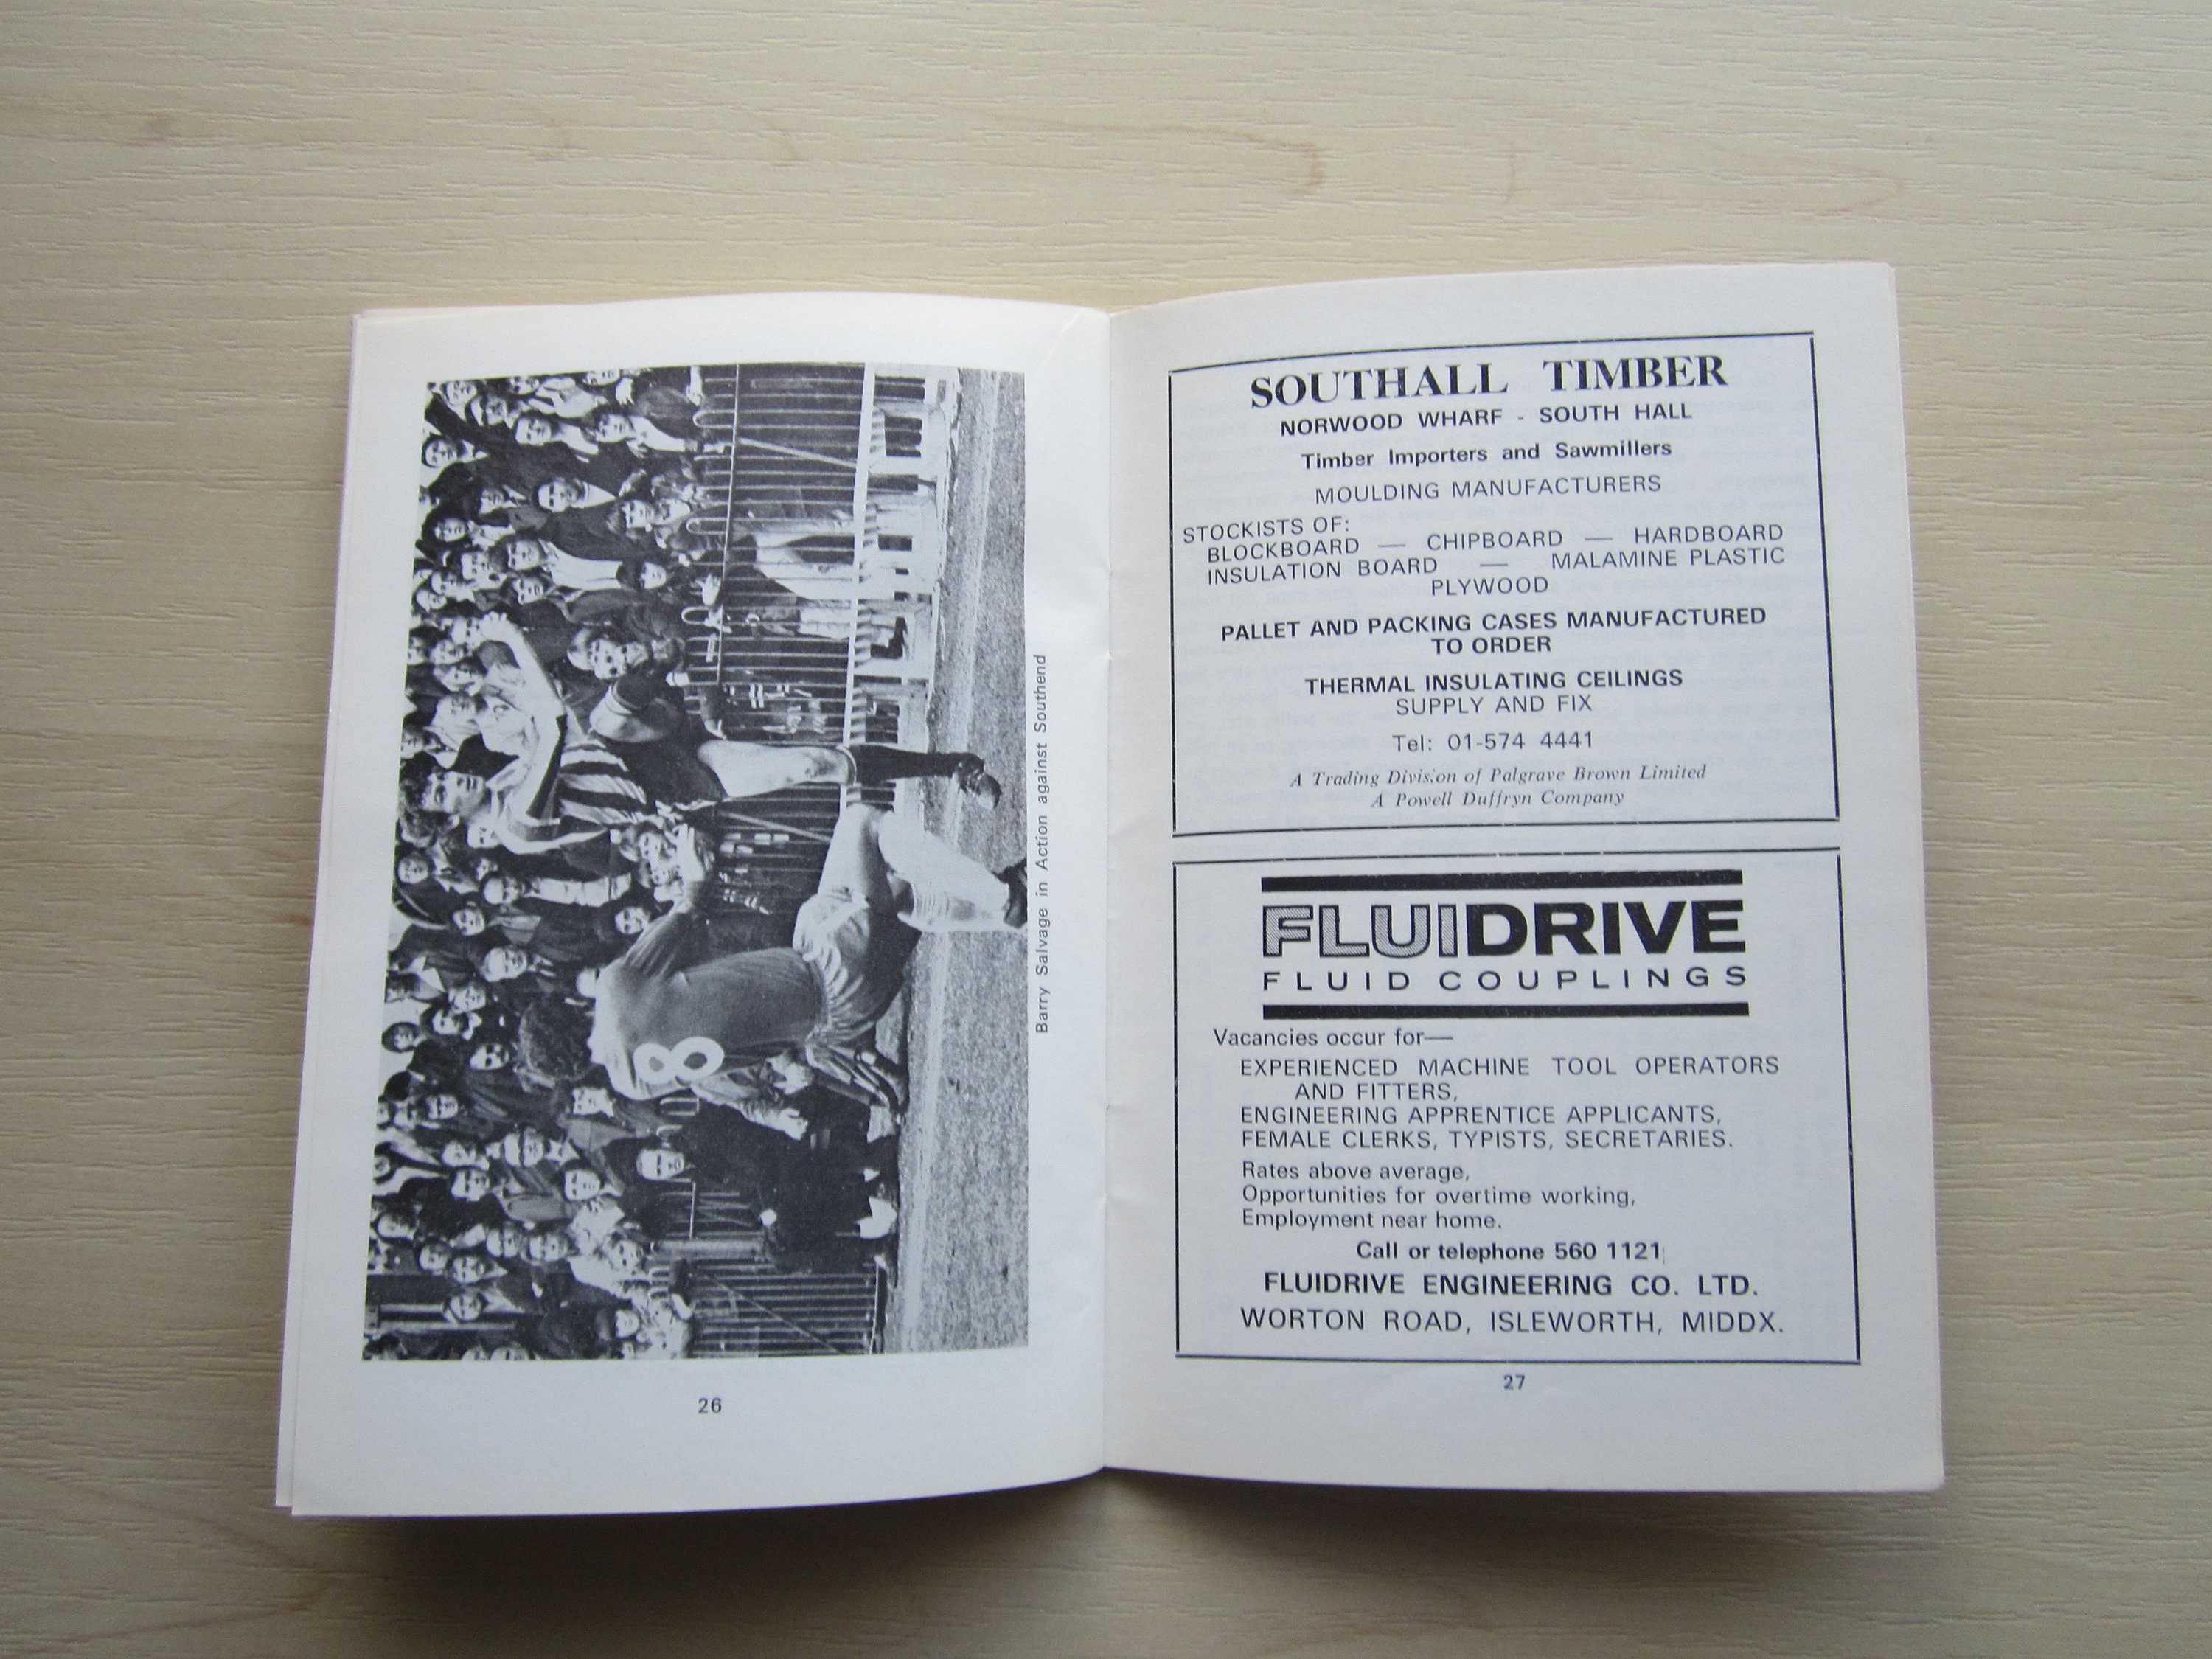 8
Barry Salvage in Action against Southend
26
SOUTHALL TIMBER
NORWOOD WHARF - SOUTH HALL
Timber Importers and Sawmillers
MOULDING MANUFACTURERS
STOCKISTS OF:
BLOCKBOARD — CHIPBOARD — HARDBOARD
INSULATION BOARD — MALAMINE PLASTIC
PLYWOOD
PALLET AND PACKING CASES MANUFACTURED
TO ORDER
THERMAL INSULATING CEILINGS
SUPPLY AND FIX
Tel: 01-574 4441
A Trading Division of Palgrave Brown Limited
A Powell Duffryn Company
FLUIDRIVE
FLUID COUPLINGS
Vacancies occur for—
EXPERIENCED MACHINE TOOL OPERATORS
AND FITTERS,
ENGINEERING APPRENTICE APPLICANTS,
FEMALE CLERKS, TYPISTS, SECRETARIES.
Rates above average,
Opportunities for overtime working,
Employment near home.
Call or telephone 560 1121
FLUIDRIVE ENGINEERING CO. LTD.
WORTON ROAD, ISLEWORTH, MIDDX.
27